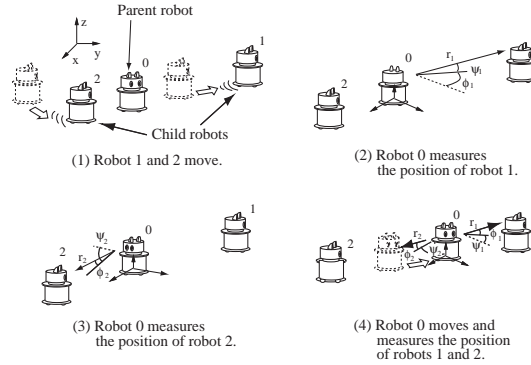 Parent robot
z
y
x
0
1
2
Child robots
(1) Robot 1 and 2 move.
0
1
2
r1
ψ1
ϕ1
(2) Robot 0 measures
the position of robot 1.
0
1
2
ψ2
r2
ϕ2
(3) Robot 0 measures
the position of robot 2.
0
1
2
r1
ϕ1
ψ1
r2
ψ2
ϕ2
(4) Robot 0 moves and
measures the position
of robots 1 and 2.